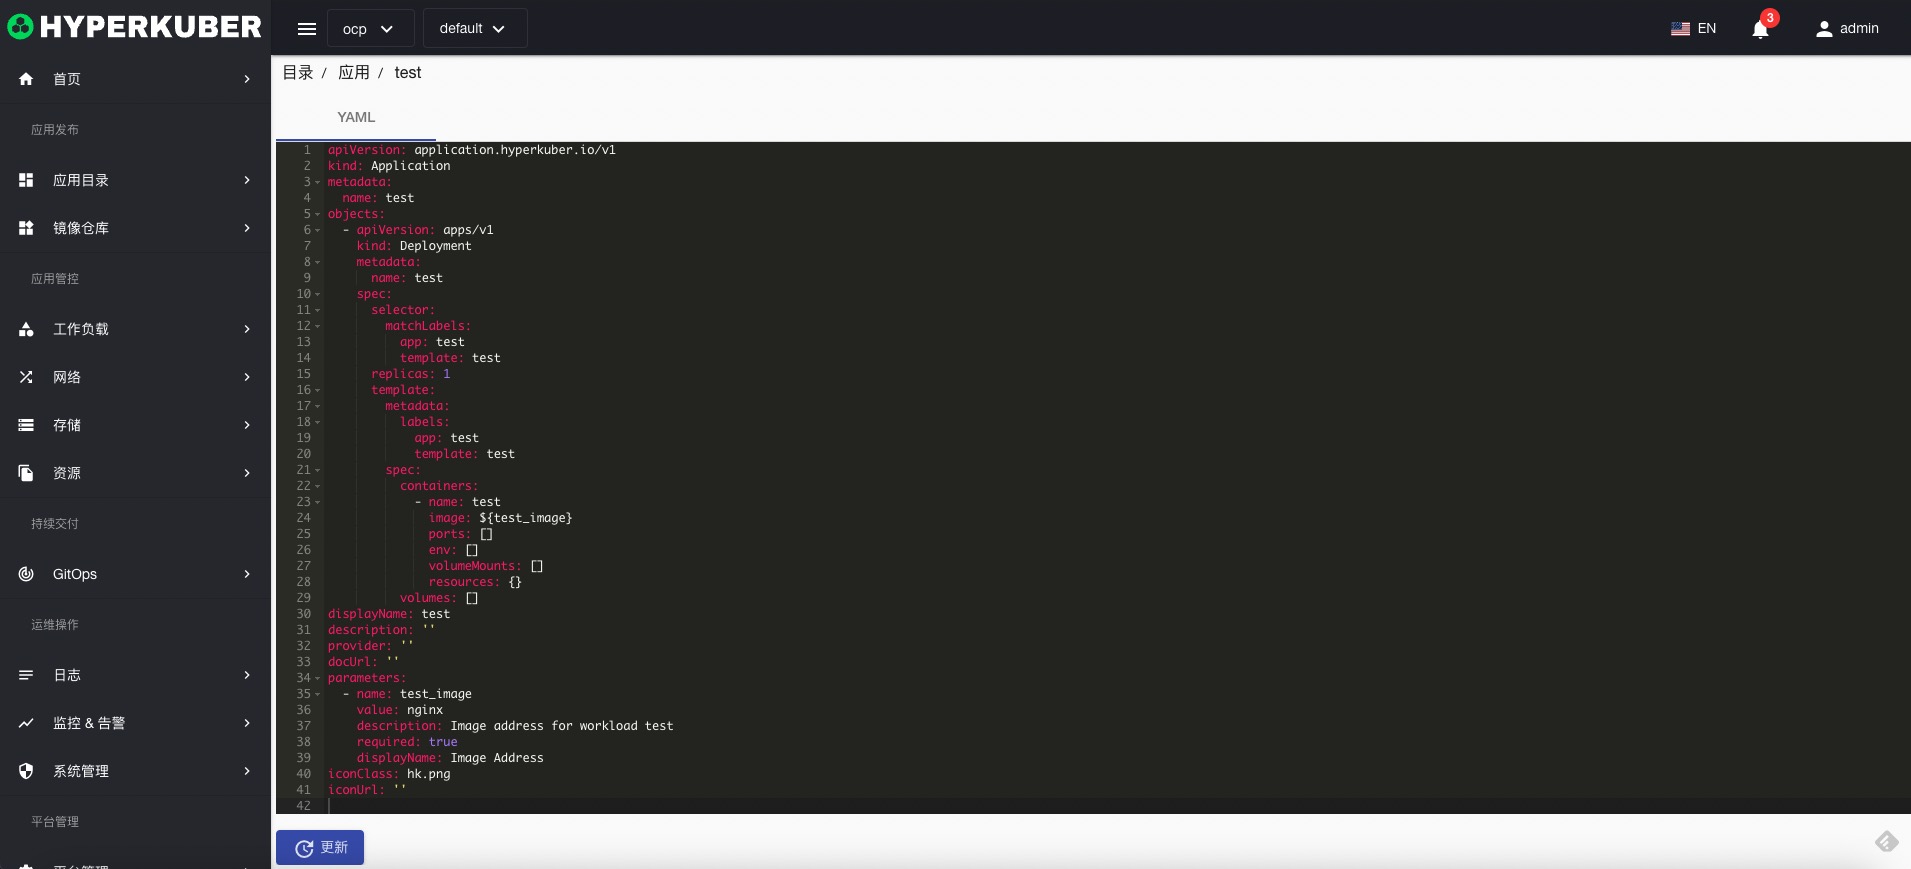 HYPERKUBER
ocp
default
EN
3
admin
首页
应用发布
应用目录
镜像仓库
应用管控
工作负载
网络
存储
资源
持续交付
GitOps
运维操作
日志
监控 & 告警
系统管理
平台管理
平台管理
目录 / 应用 / test
YAML
1 apiVersion: application.hyperkuber.io/v1
2 kind: Application
3 metadata:
4   name: test
5 objects:
6   - apiVersion: apps/v1
7     kind: Deployment
8     metadata:
9       name: test
10     spec:
11       selector:
12         matchLabels:
13           app: test
14           template: test
15       replicas: 1
16       template:
17         metadata:
18           labels:
19             app: test
20             template: test
21         spec:
22           containers:
23             - name: test
24               image: ${test_image}
25               ports: []
26               env: []
27               volumeMounts: []
28               resources: {}
29           volumes: []
30 displayName: test
31 description: ''
32 provider: ''
33 docUrl: ''
34 parameters:
35   - name: test_image
36     value: nginx
37     description: Image address for workload test
38     required: true
39     displayName: Image Address
40 iconClass: hk.png
41 iconUrl: ''
42
更新